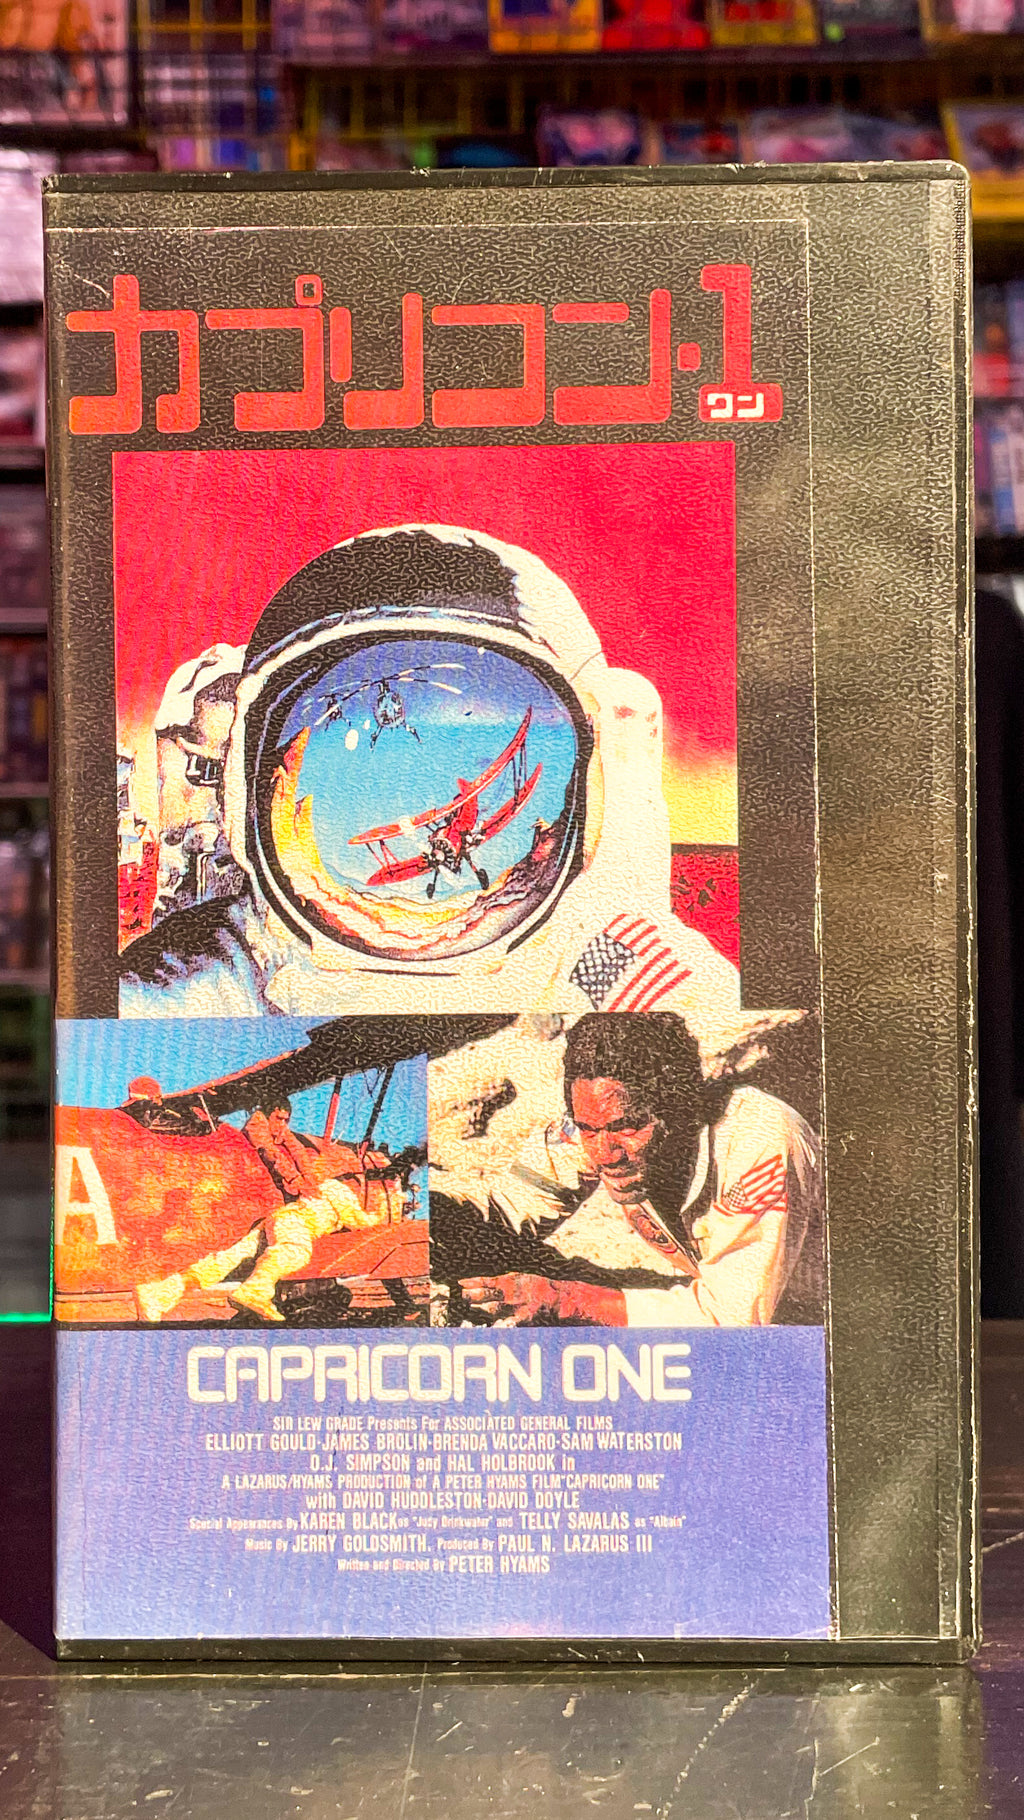 カプリコン・1
ワン
A
CAPRICORN ONE
SIR LEW GRADE Presents For ASSOCIATED GENERAL FILMS
ELLIOTT GOULD·JAMES BROLIN·BRENDA VACCARO·SAM WATERSTON
O.J. SIMPSON and HAL HOLBROOK in
A LAZARUS/HYAMS PRODUCTION of A PETER HYAMS FILM"CAPRICORN ONE"
with DAVID HUDDLESTON·DAVID DOYLE
Special Appearances By KAREN BLACK as "Judy Drinkwater" and TELLY SAVALAS as "Albain"
Music By JERRY GOLDSMITH. Produced By PAUL N. LAZARUS III
Written and Directed By PETER HYAMS